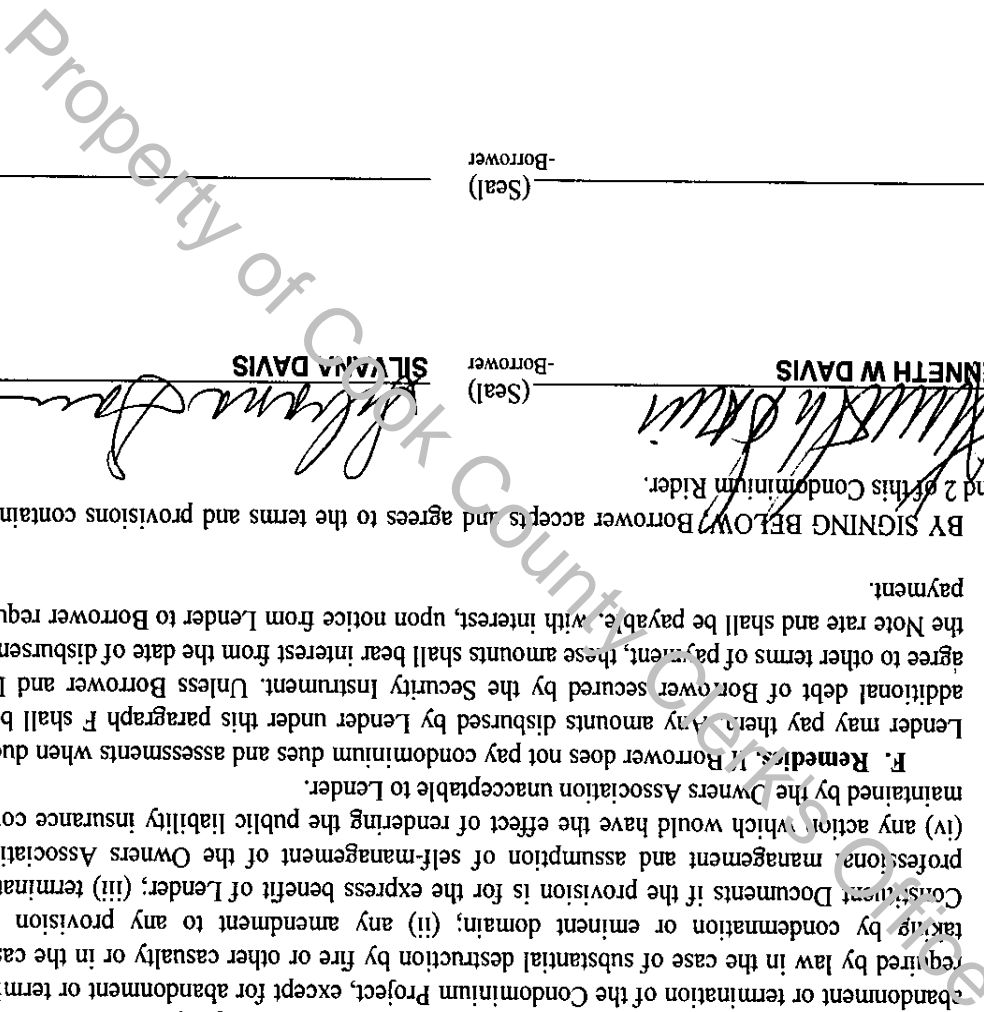 abandonment or termination of the Condominium Project, except for abandonment or termi
required by law in the case of substantial destruction by fire or other casualty or in the cas
taking by condemnation or eminent domain; (ii) any amendment to any provision
Constituent Documents if the provision is for the express benefit of Lender; (iii) terminat
professional management and assumption of self-management of the Owners Associati
(iv) any action which would have the effect of rendering the public liability insurance co
maintained by the Owners Association unacceptable to Lender.
F. Remedies. If Borrower does not pay condominium dues and assessments when du
Lender may pay them. Any amounts disbursed by Lender under this paragraph F shall b
additional debt of Borrower secured by the Security Instrument. Unless Borrower and L
agree to other terms of payment, these amounts shall bear interest from the date of disburser
the Note rate and shall be payable, with interest, upon notice from Lender to Borrower requ
payment.
BY SIGNING BELOW, Borrower accepts and agrees to the terms and provisions contain
nd 2 of this Condominium Rider.
Kenneth W Davis (Seal) Silvana Davis
ENNETH W DAVIS -Borrower SILVANA DAVIS
(Seal)
-Borrower
Property of Cook County Clerk's Office